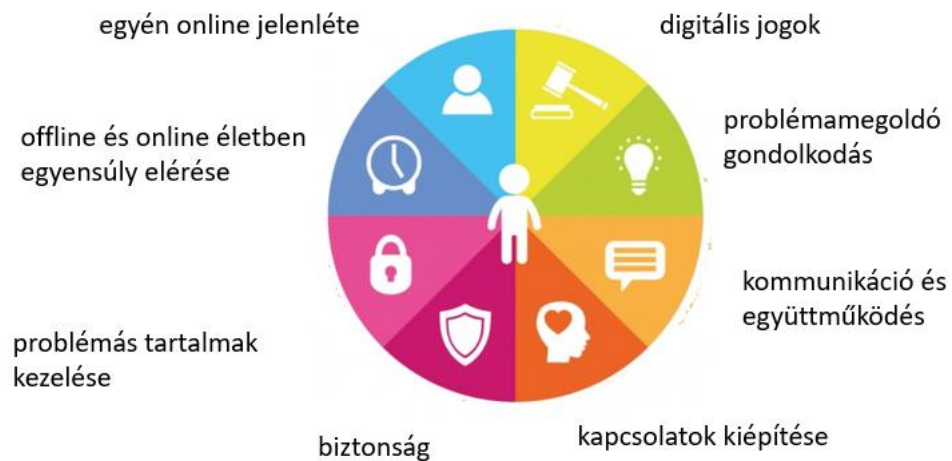 egyén online jelenléte
digitális jogok
offline és online életben
egyensúly elérése
problémamegoldó
gondolkodás
kommunikáció és
együttműködés
problémás tartalmak
kezelése
biztonság
kapcsolatok kiépítése